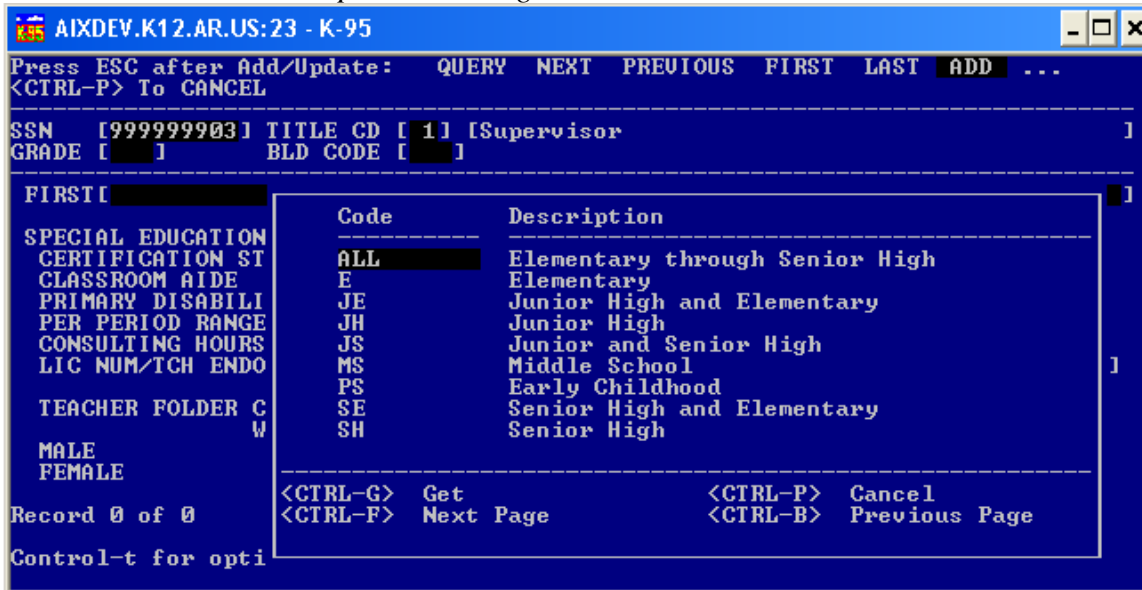 AIXDEV.K12.AR.US:23 - K-95
Press ESC after Add/Update: QUERY NEXT PREVIOUS FIRST LAST ADD ...
<CTRL-P> To CANCEL
SSN [999999903] TITLE CD [ 1] [Supervisor ]
GRADE [ ] BLD CODE [ ]
FIRST[ ]
Code Description
SPECIAL EDUCATION
CERTIFICATION ST ALL Elementary through Senior High
CLASSROOM AIDE E Elementary
PRIMARY DISABILI JE Junior High and Elementary
PER PERIOD RANGE JH Junior High
CONSULTING HOURS JS Junior and Senior High
LIC NUM/TCH ENDO MS Middle School ]
PS Early Childhood
TEACHER FOLDER C SE Senior High and Elementary
W SH Senior High
MALE
FEMALE
<CTRL-G> Get <CTRL-P> Cancel
Record 0 of 0 <CTRL-F> Next Page <CTRL-B> Previous Page
Control-t for opti